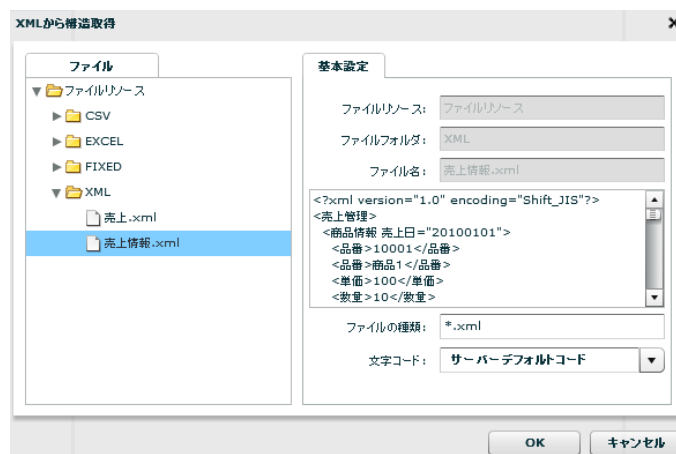 XMLから構造取得
ファイル
ファイルリソース
CSV
EXCEL
FIXED
XML
売上.xml
売上情報.xml
基本設定
ファイルリソース: ファイルリソース
ファイルフォルダ: XML
ファイル名: 売上情報.xml
<?xml version="1.0" encoding="Shift_JIS"?>
<売上管理>
<商品情報 売上日="20100101">
<品番>10001</品番>
<品番>商品1</品番>
<単価>100</単価>
<数量>10</数量>
ファイルの種類: *.xml
文字コード: サーバーデフォルトコード
OK キャンセル